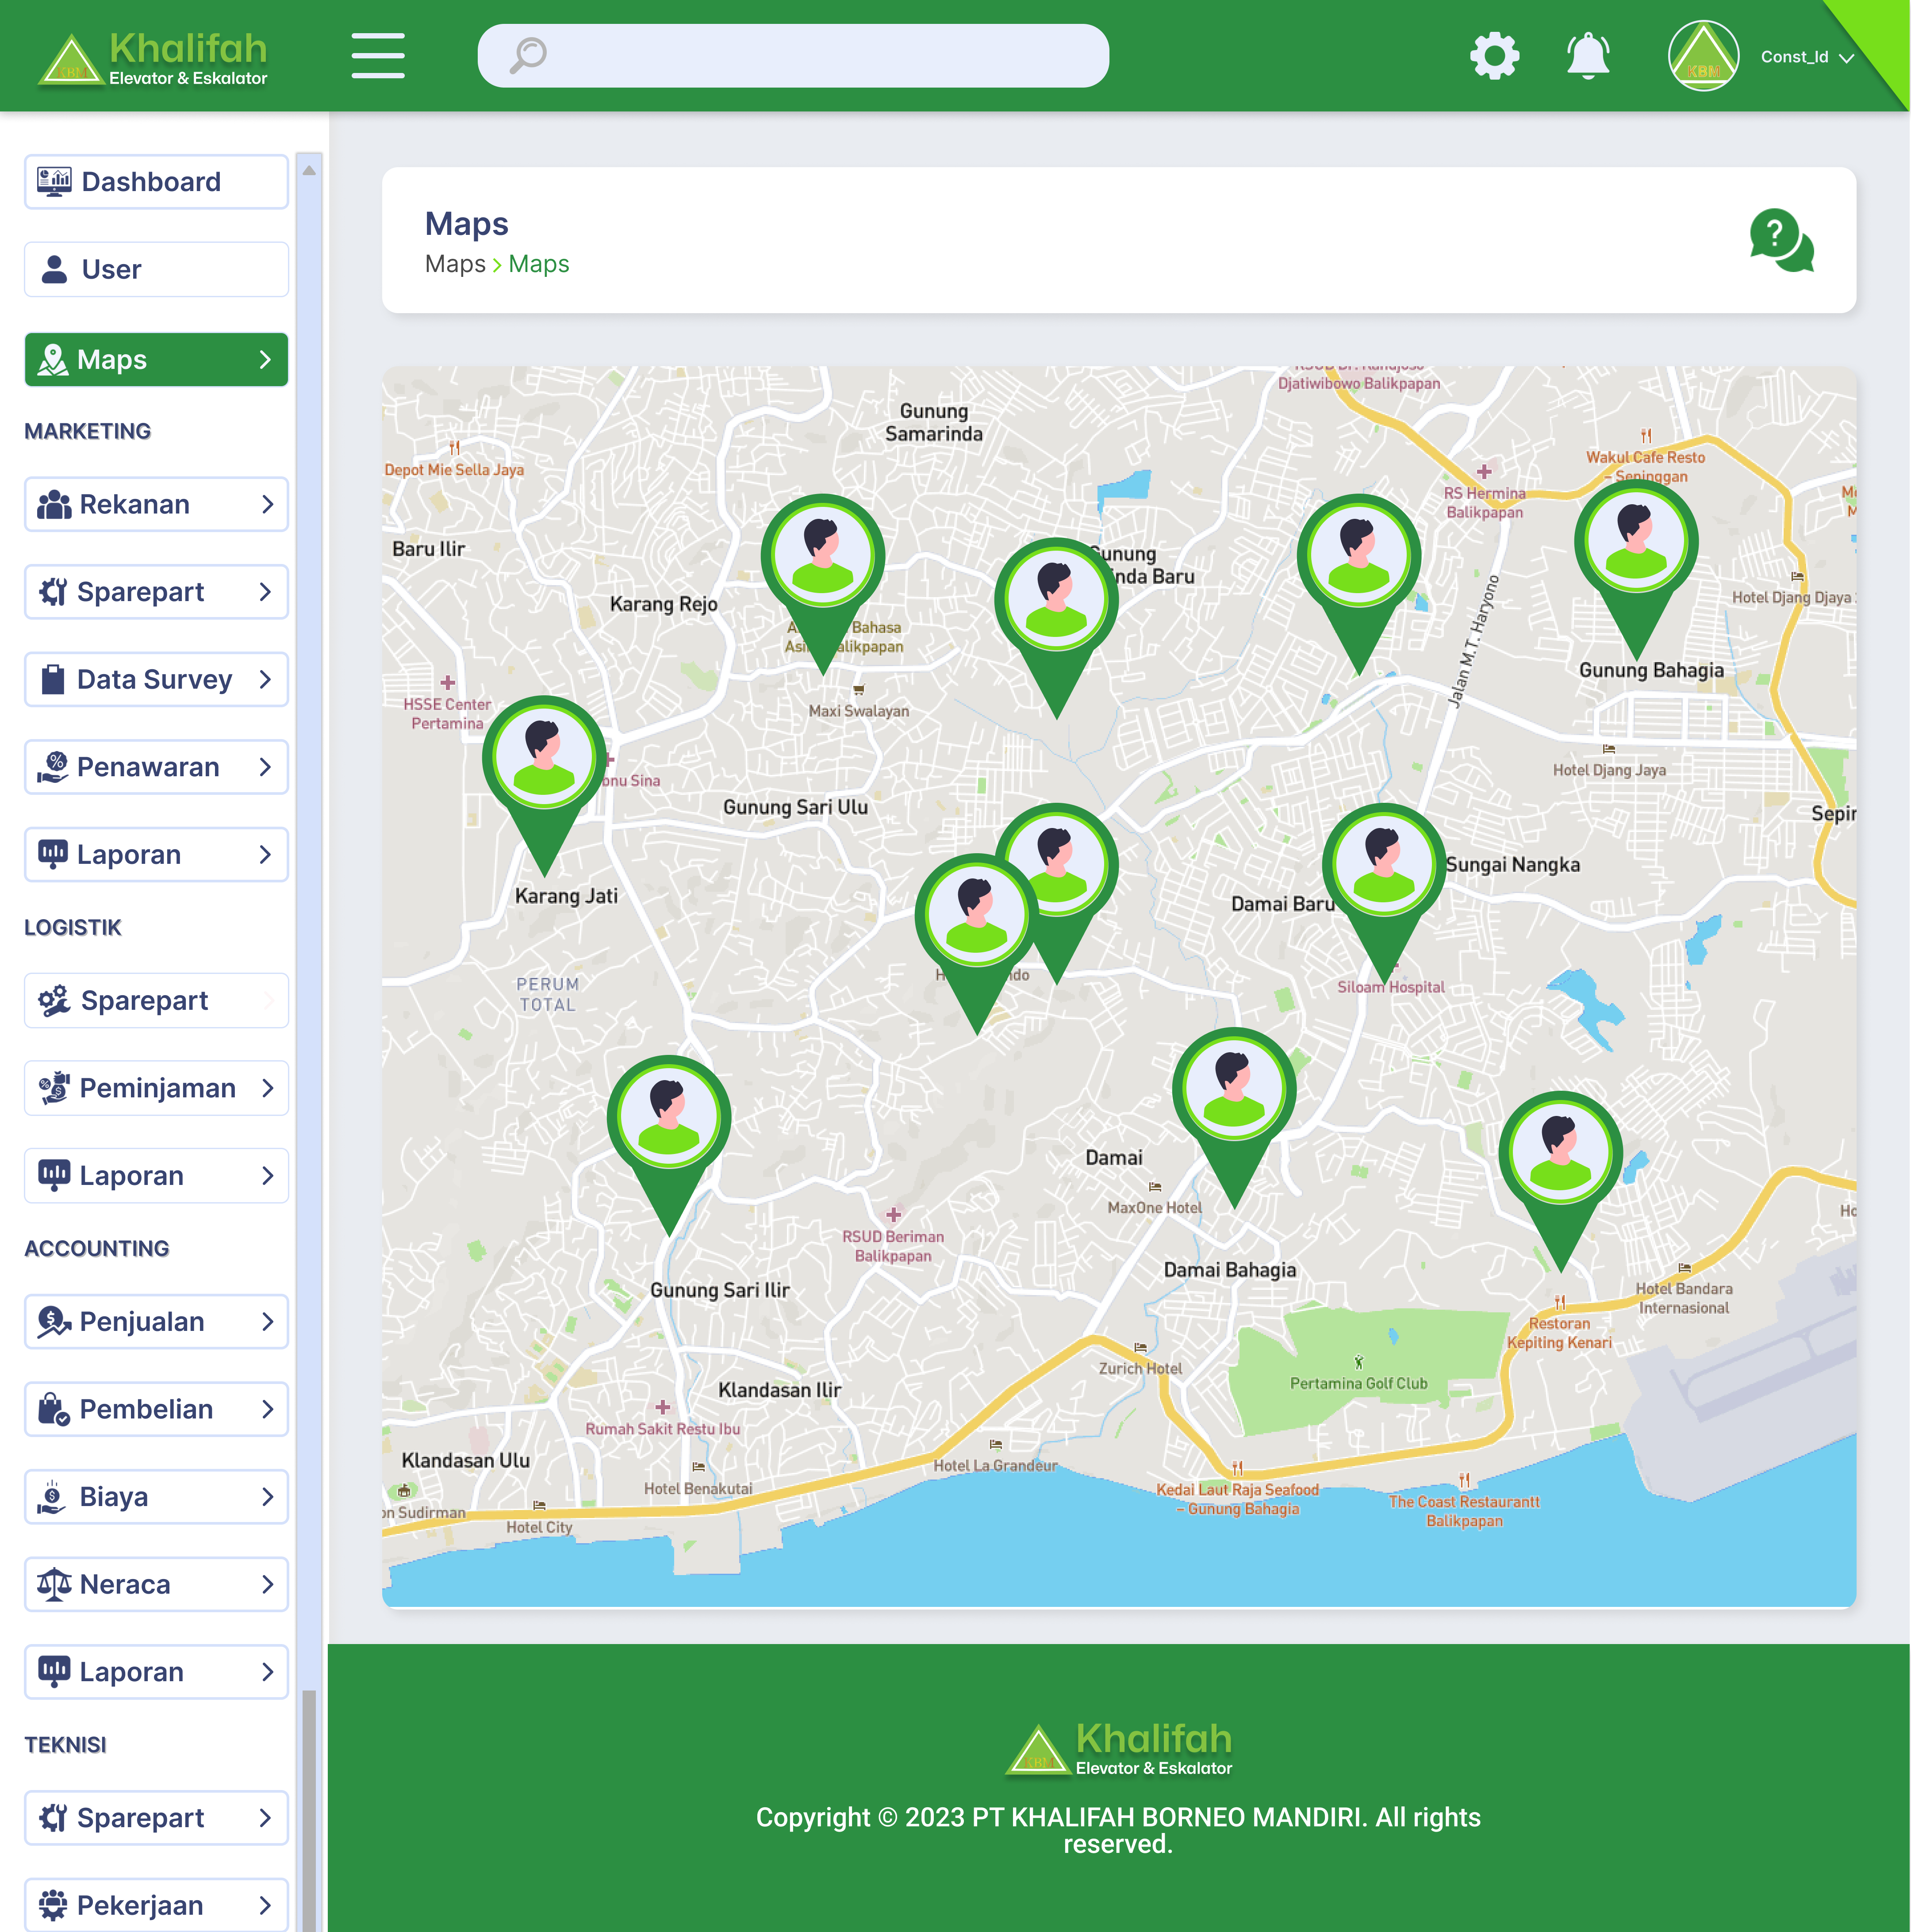 Khalifah
Elevator & Eskalator
KBM
KBM
Const_Id
Dashboard
User
Maps
MARKETING
Rekanan
Sparepart
Data Survey
Penawaran
Laporan
LOGISTIK
Sparepart
Peminjaman
Laporan
ACCOUNTING
Penjualan
Pembelian
Biaya
Neraca
Laporan
TEKNISI
Sparepart
Pekerjaan
Maps
Maps > Maps
?
Djatiwibowo Balikpapan
Gunung
Samarinda
Depot Mie Sella Jaya
Wakul Cafe Resto
– Sepinggan
RS Hermina
Balikpapan
Baru Ilir
Gunung
nda Baru
Karang Rejo
Hotel Djang Djaya
Jalan M.T. Haryono
Bahasa
Balikpapan
Gunung Bahagia
HSSE Center
Pertamina
Maxi Swalayan
Hotel Djang Jaya
bnu Sina
Gunung Sari Ulu
Sepin
Sungai Nangka
Karang Jati
Damai Baru
PERUM
TOTAL
Siloam Hospital
Damai
MaxOne Hotel
RSUD Beriman
Balikpapan
Damai Bahagia
Gunung Sari Ilir
Hotel Bandara
Internasional
Restoran
Kepiting Kenari
Zurich Hotel
Pertamina Golf Club
Klandasan Ilir
Rumah Sakit Restu Ibu
Klandasan Ulu
Hotel La Grandeur
Hotel Benakutai
Kedai Laut Raja Seafood
– Gunung Bahagia
The Coast Restaurantt
Balikpapan
on Sudirman
Hotel City
KBM
Khalifah
Elevator & Eskalator
Copyright © 2023 PT KHALIFAH BORNEO MANDIRI. All rights
reserved.